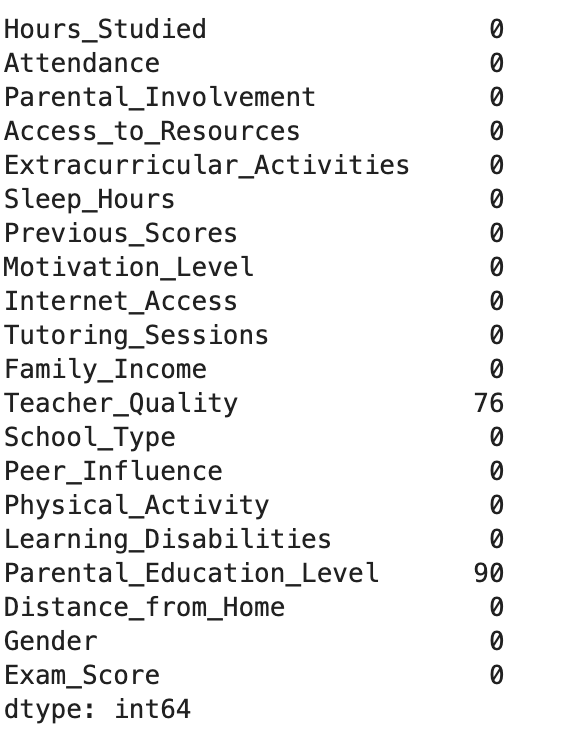 Hours_Studied 0
Attendance 0
Parental_Involvement 0
Access_to_Resources 0
Extracurricular_Activities 0
Sleep_Hours 0
Previous_Scores 0
Motivation_Level 0
Internet_Access 0
Tutoring_Sessions 0
Family_Income 0
Teacher_Quality 76
School_Type 0
Peer_Influence 0
Physical_Activity 0
Learning_Disabilities 0
Parental_Education_Level 90
Distance_from_Home 0
Gender 0
Exam_Score 0
dtype: int64